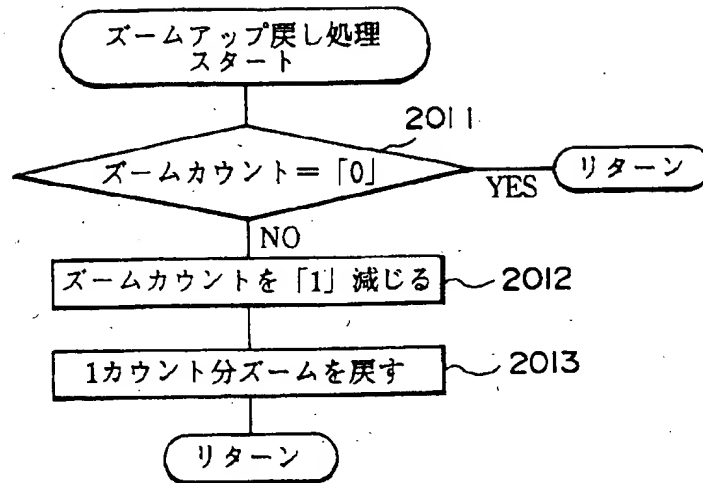 ズームアップ戻し処理
スタート
2011
ズームカウント=「0」
YES
リターン
NO
ズームカウントを「1」減じる
2012
1カウント分ズームを戻す
2013
リターン